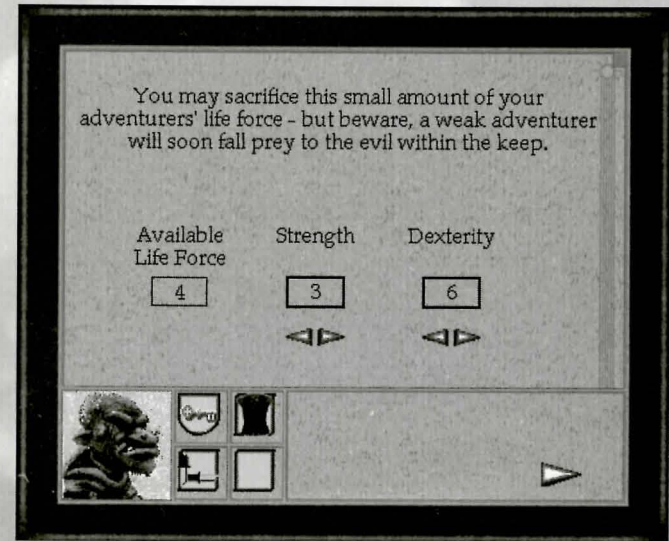 You may sacrifice this small amount of your
adventurers' life force - but beware, a weak adventurer
will soon fall prey to the evil within the keep.
Available Strength Dexterity
Life Force
4 3 6